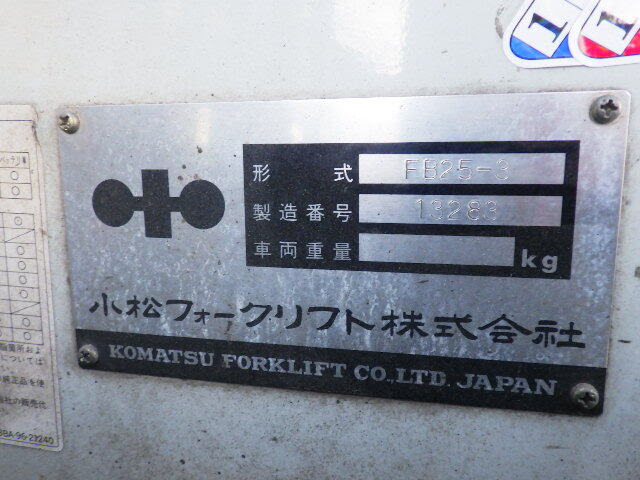 形式 FB25-3
製造番号 13283
車両重量 kg
小松フォークリフト株式会社
KOMATSU FORKLIFT CO.,LTD. JAPAN